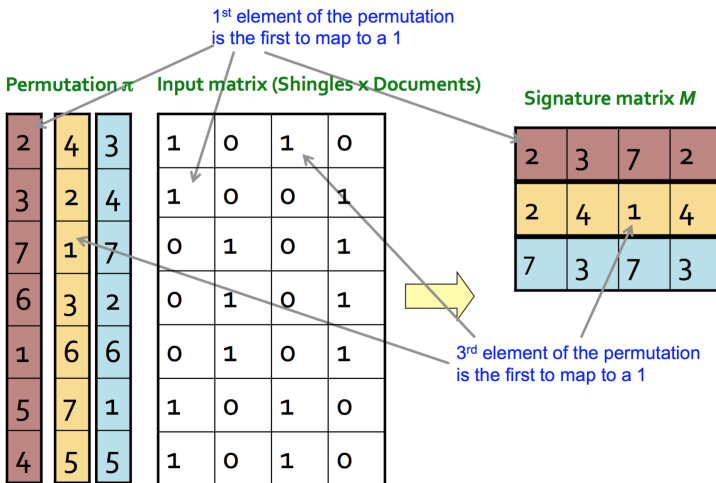 1st element of the permutation
is the first to map to a 1
Permutation π
Input matrix (Shingles x Documents)
Signature matrix M
2 4 3
3 2 4
7 1 7
6 3 2
1 6 6
5 7 1
4 5 5
1 0 1 0
1 0 0 1
0 1 0 1
0 1 0 1
0 1 0 1
1 0 1 0
1 0 1 0
2 3 7 2
2 4 1 4
7 3 7 3
3rd element of the permutation
is the first to map to a 1